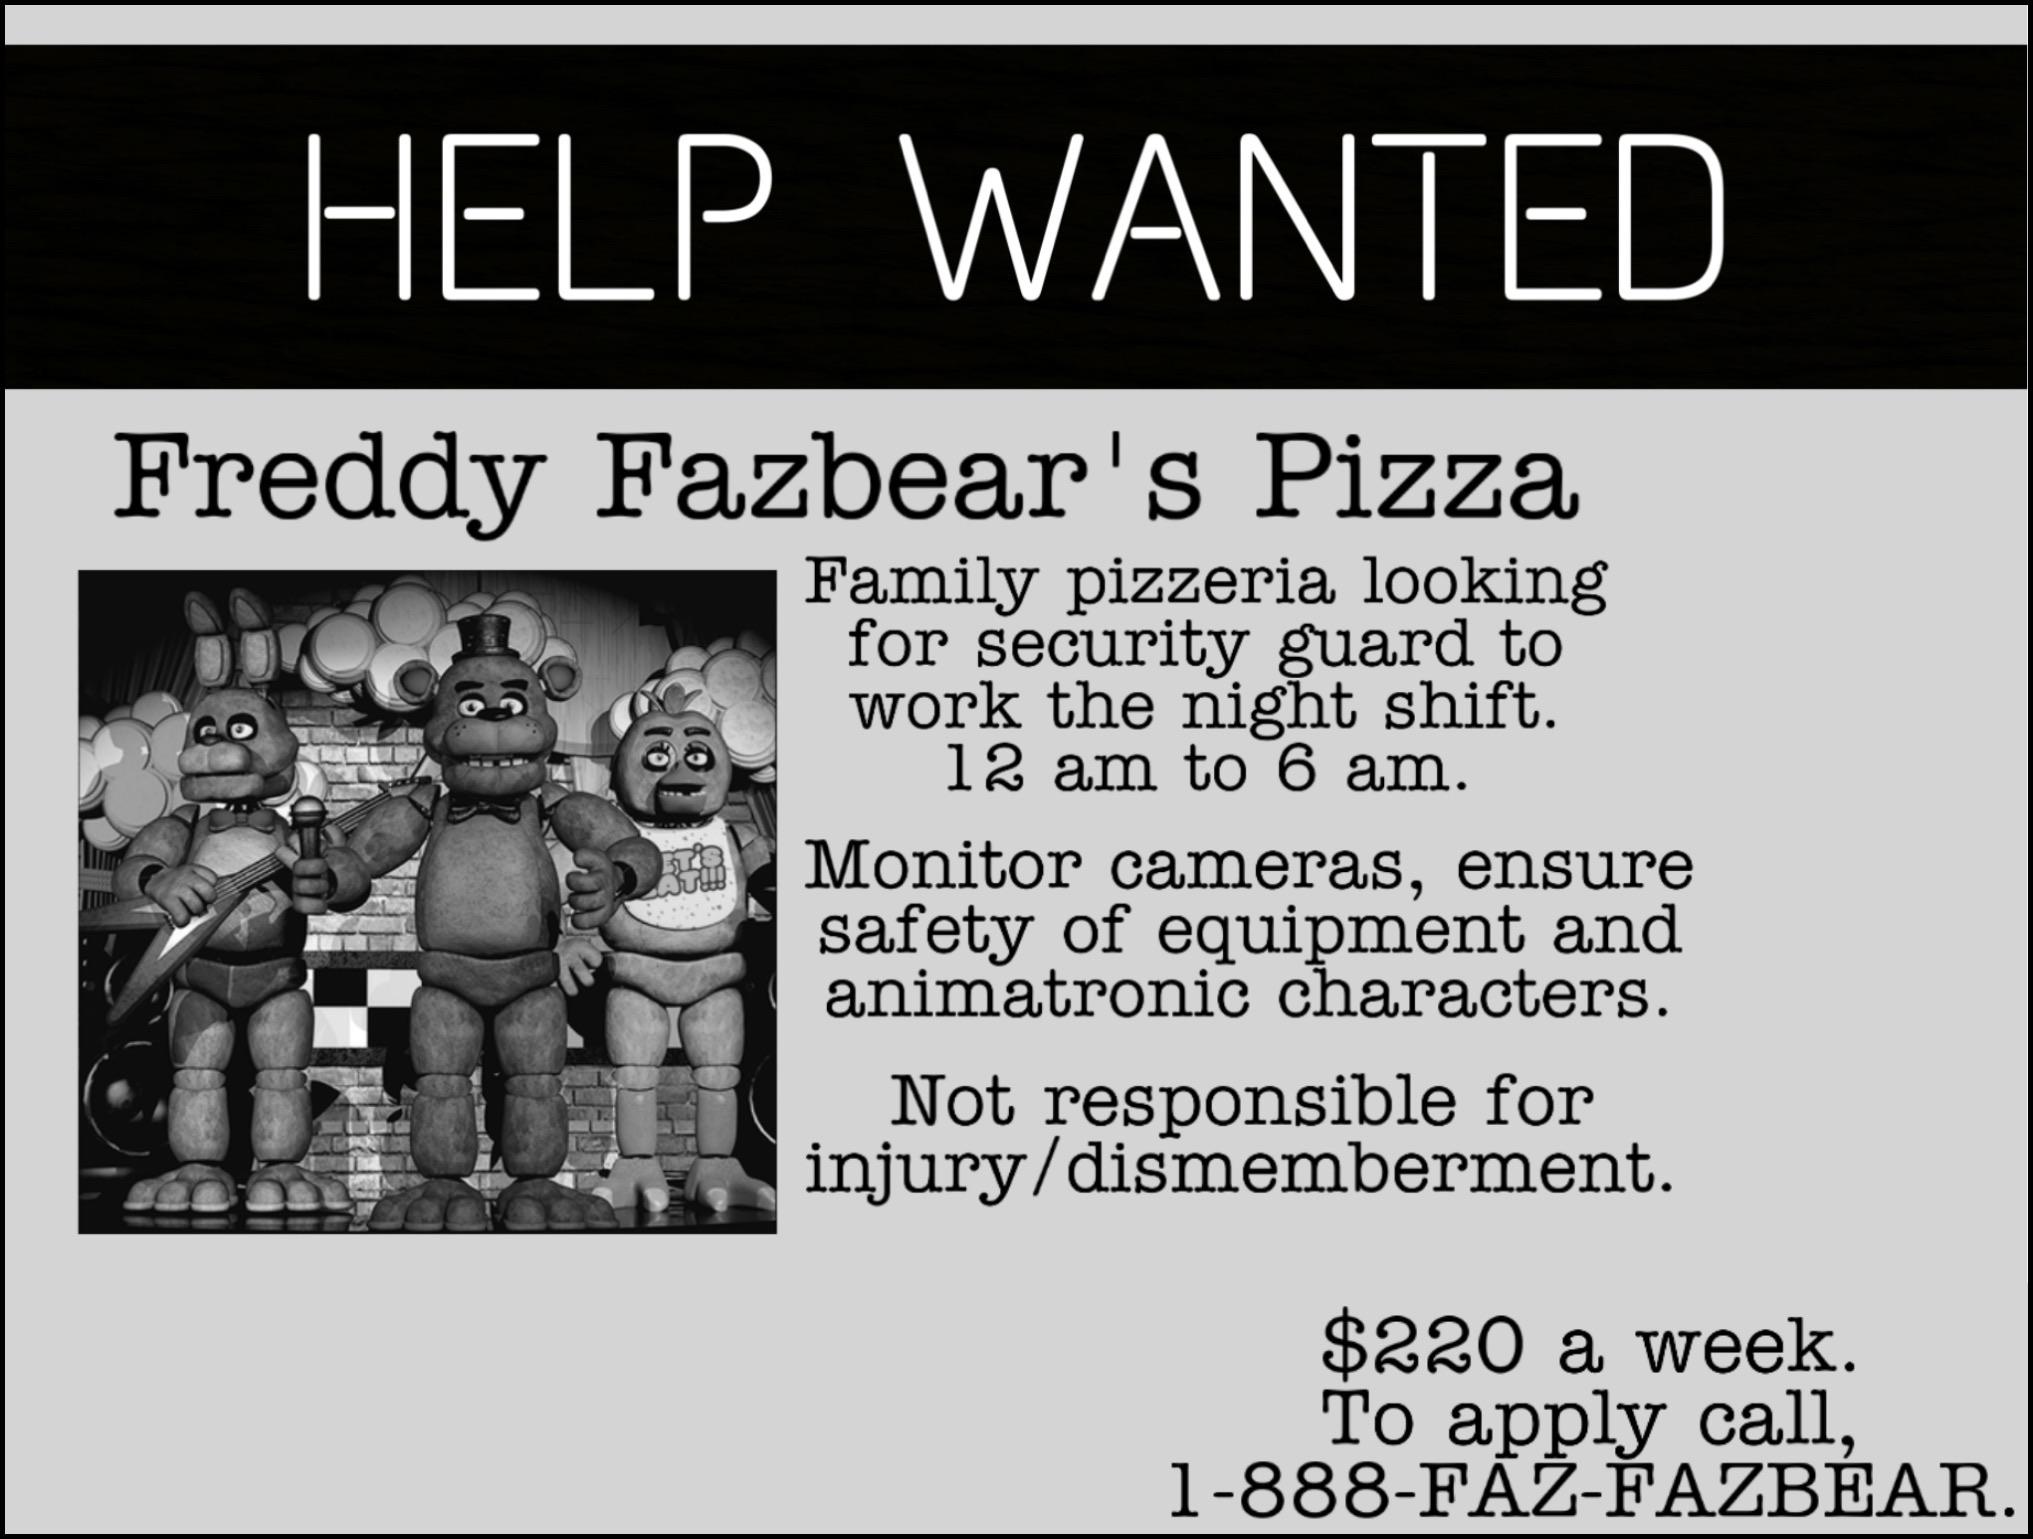 HELP WANTED
Freddy Fazbear's Pizza
Family pizzeria looking
for security guard to
work the night shift.
12 am to 6 am.
Monitor cameras, ensure
safety of equipment and
animatronic characters.
Not responsible for
injury/dismemberment.
$220 a week.
To apply call,
1-888-FAZ-FAZBEAR.